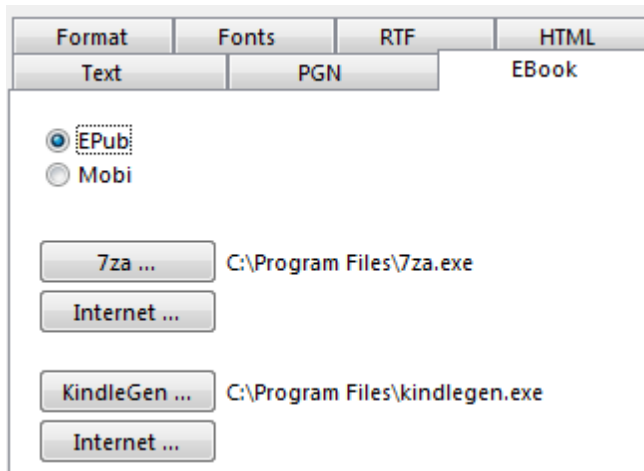 Format Fonts RTF HTML
Text PGN EBook
EPub
Mobi
7za ... C:\Program Files\7za.exe
Internet ...
KindleGen ... C:\Program Files\kindlegen.exe
Internet ...